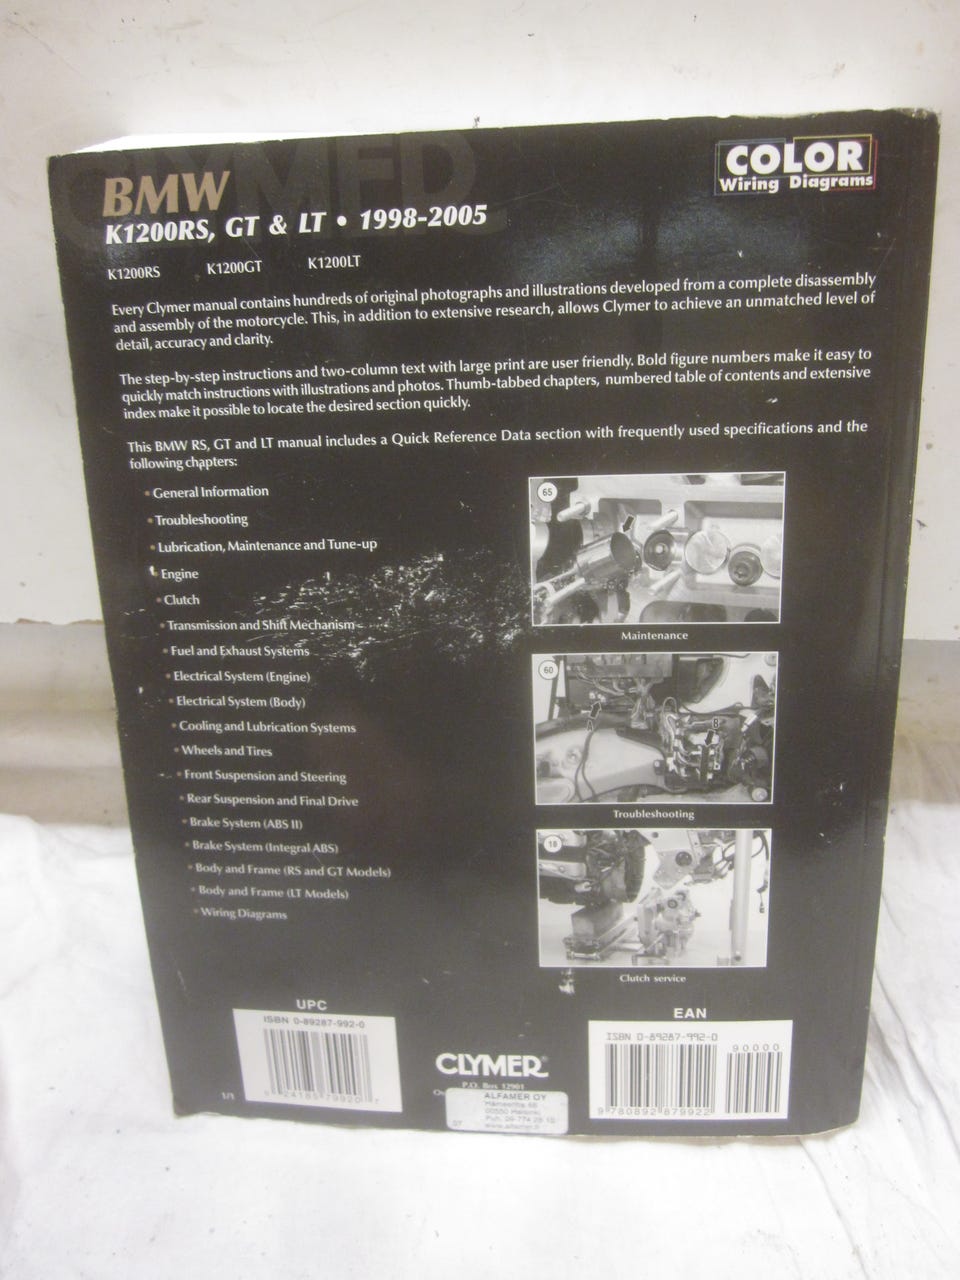 CLYMER
COLOR
Wiring Diagrams
BMW
K1200RS, GT & LT • 1998-2005
K1200RS K1200GT K1200LT
Every Clymer manual contains hundreds of original photographs and illustrations developed from a complete disassembly
and assembly of the motorcycle. This, in addition to extensive research, allows Clymer to achieve an unmatched level of
detail, accuracy and clarity.
The step-by-step instructions and two-column text with large print are user friendly. Bold figure numbers make it easy to
quickly match instructions with illustrations and photos. Thumb-tabbed chapters, numbered table of contents and extensive
index make it possible to locate the desired section quickly.
This BMW RS, GT and LT manual includes a Quick Reference Data section with frequently used specifications and the
following chapters:
• General Information
• Troubleshooting
• Lubrication, Maintenance and Tune-up
• Engine
• Clutch
• Transmission and Shift Mechanism
• Fuel and Exhaust Systems
• Electrical System (Engine)
• Electrical System (Body)
• Cooling and Lubrication Systems
• Wheels and Tires
• Front Suspension and Steering
• Rear Suspension and Final Drive
• Brake System (ABS II)
• Brake System (Integral ABS)
• Body and Frame (RS and GT Models)
• Body and Frame (LT Models)
• Wiring Diagrams
65
Maintenance
60
A
B
Troubleshooting
18
Clutch service
UPC
ISBN 0-89287-992-0
1/1
CLYMER®
P.O. Box 12901
ALFAMER OY
00550 Helsinki
EAN
ISBN 0-89287-992-0
90000
9 780892 879922